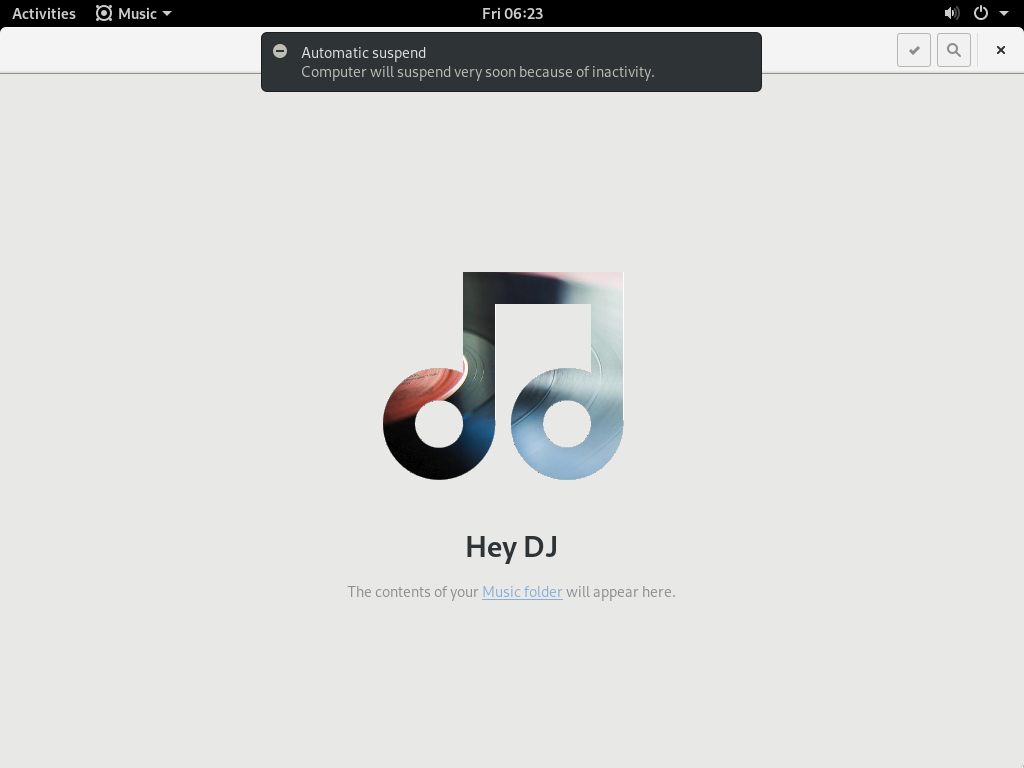 Activities
Music
Fri 06:23
Automatic suspend
Computer will suspend very soon because of inactivity.
Hey DJ
The contents of your Music folder will appear here.